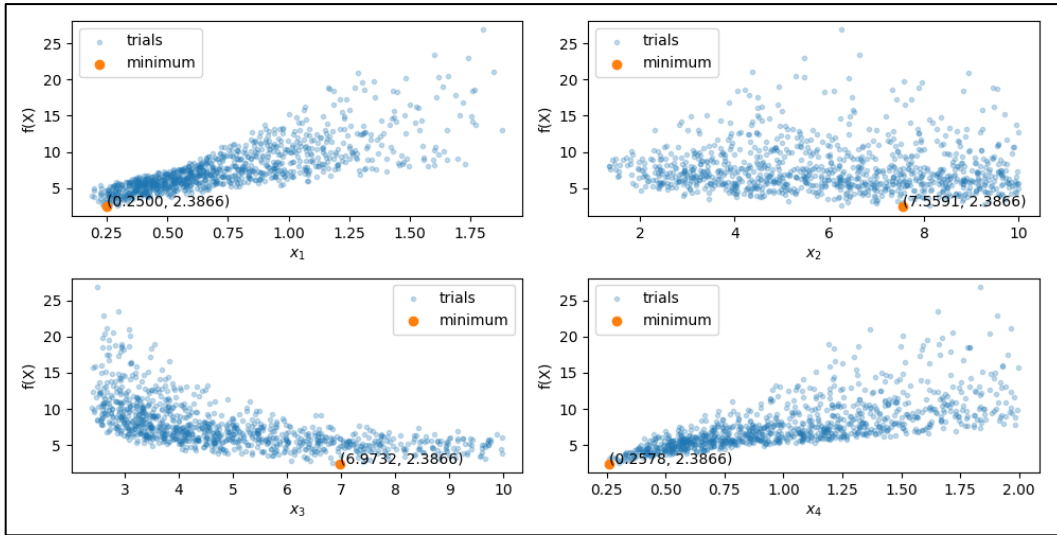 trials
minimum
25
20
15
10
5
f(X)
(0.2500, 2.3866)
0.25 0.50 0.75 1.00 1.25 1.50 1.75
x₁
trials
minimum
25
20
15
10
5
f(X)
(7.5591, 2.3866)
2 4 6 8 10
x₂
trials
minimum
25
20
15
10
5
f(X)
(6.9732, 2.3866)
3 4 5 6 7 8 9 10
x₃
trials
minimum
25
20
15
10
5
f(X)
(0.2578, 2.3866)
0.25 0.50 0.75 1.00 1.25 1.50 1.75 2.00
x₄